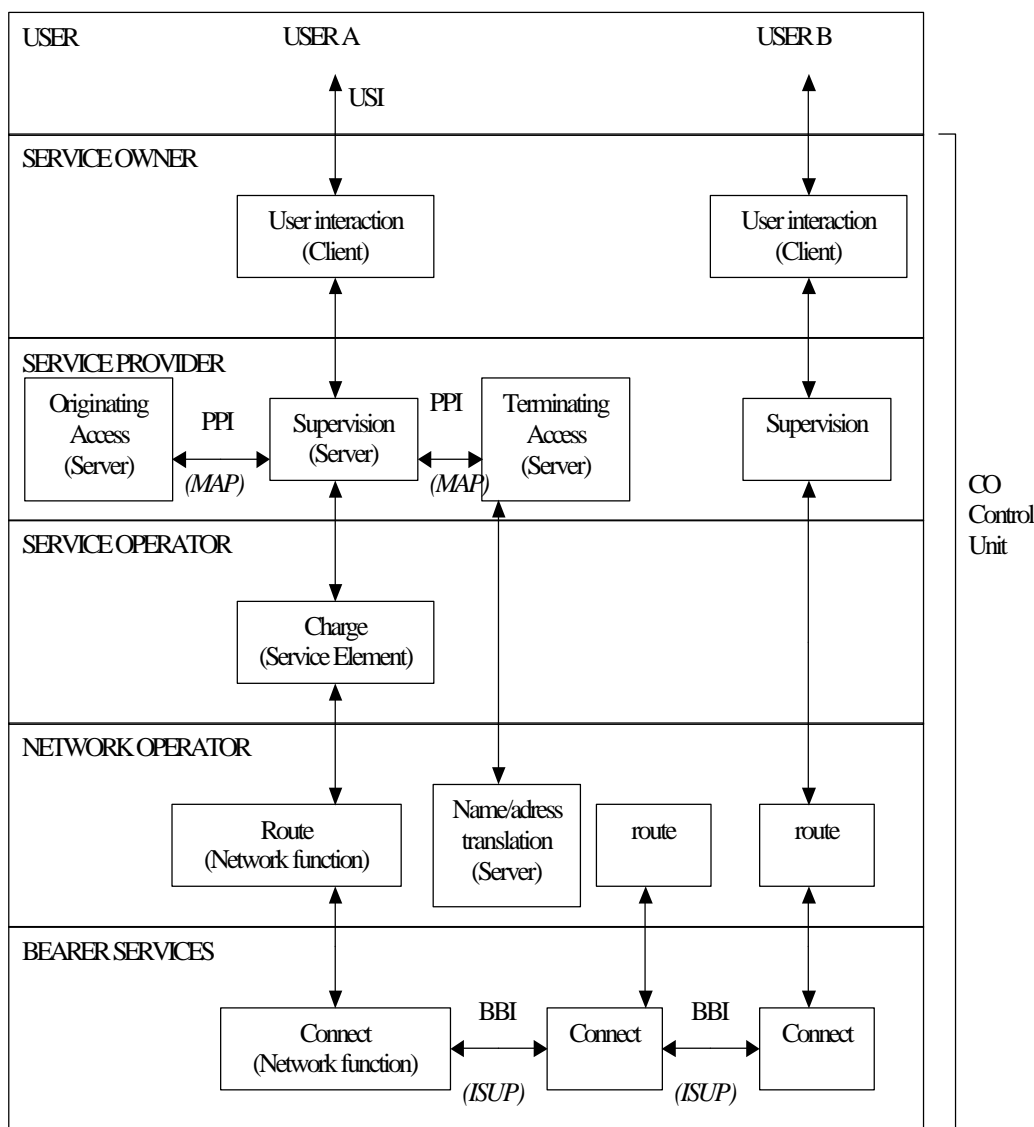 USER
USER A
USER B
USI
SERVICE OWNER
User interaction
(Client)
User interaction
(Client)
SERVICE PROVIDER
Originating
Access
(Server)
PPI
(MAP)
Supervision
(Server)
PPI
(MAP)
Terminating
Access
(Server)
Supervision
CO
Control
Unit
SERVICE OPERATOR
Charge
(Service Element)
NETWORK OPERATOR
Route
(Network function)
Name/adress
translation
(Server)
route
route
BEARER SERVICES
Connect
(Network function)
BBI
(ISUP)
Connect
BBI
(ISUP)
Connect